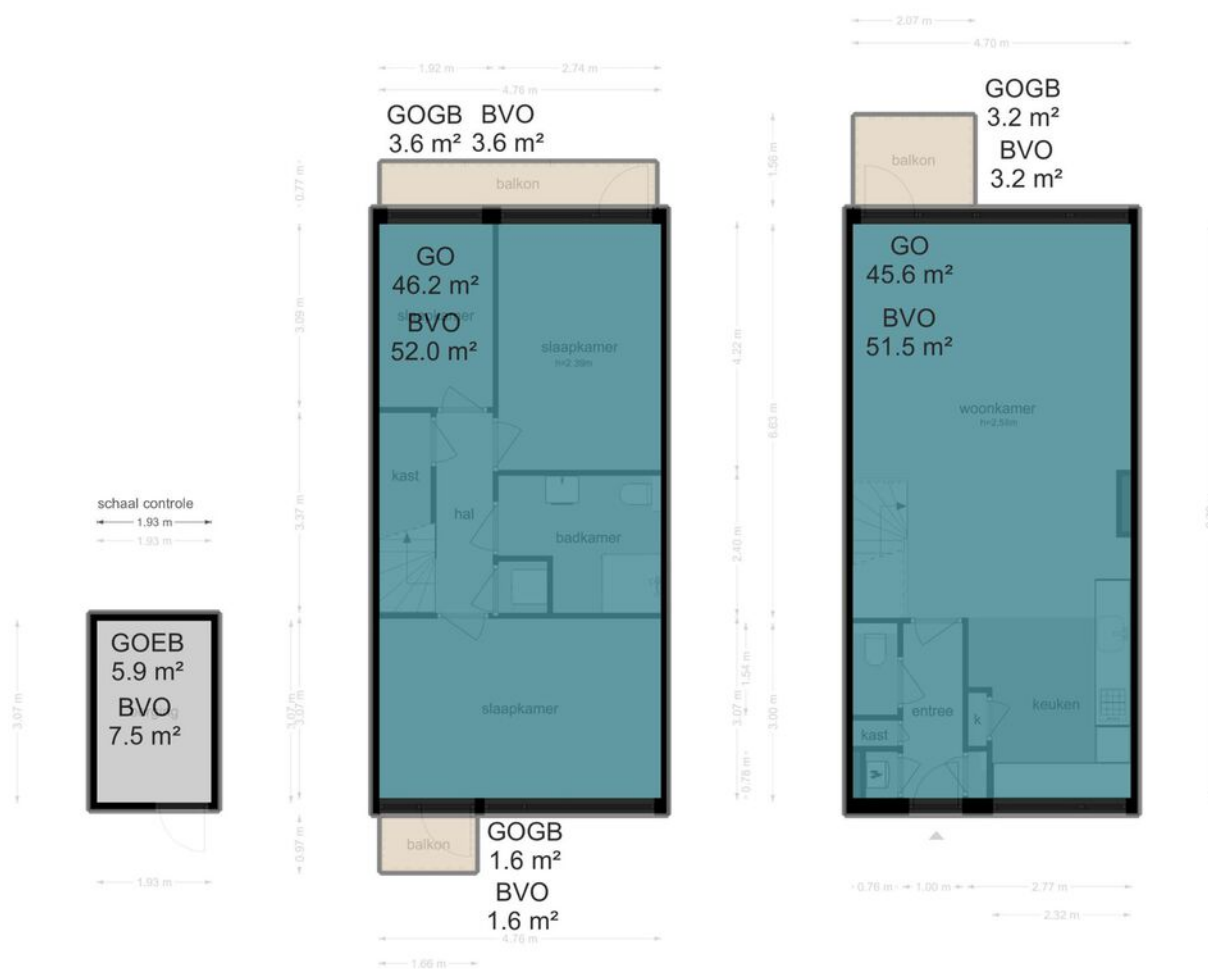 2.07 m
4.70 m
1.92 m
2.74 m
4.76 m
GOGB BVO
3.6 m² 3.6 m²
balkon
0.77 m
GO
46.2 m²
slaapkamer
BVO
52.0 m²
slaapkamer
h=2.39m
3.09 m
kast
hal
badkamer
3.37 m
slaapkamer
3.07 m
balkon
0.97 m
GOGB
1.6 m²
BVO
1.6 m²
4.76 m
1.66 m
4.22 m
2.40 m
3.07 m
GOGB
3.2 m²
BVO
3.2 m²
balkon
1.56 m
GO
45.6 m²
BVO
51.5 m²
woonkamer
h=2.59m
6.83 m
keuken
k
entree
kast
1.54 m
3.00 m
0.78 m
0.76 m
1.00 m
2.77 m
2.32 m
schaal controle
1.93 m
1.93 m
GOEB
5.9 m²
BVO
7.5 m²
3.07 m
1.93 m